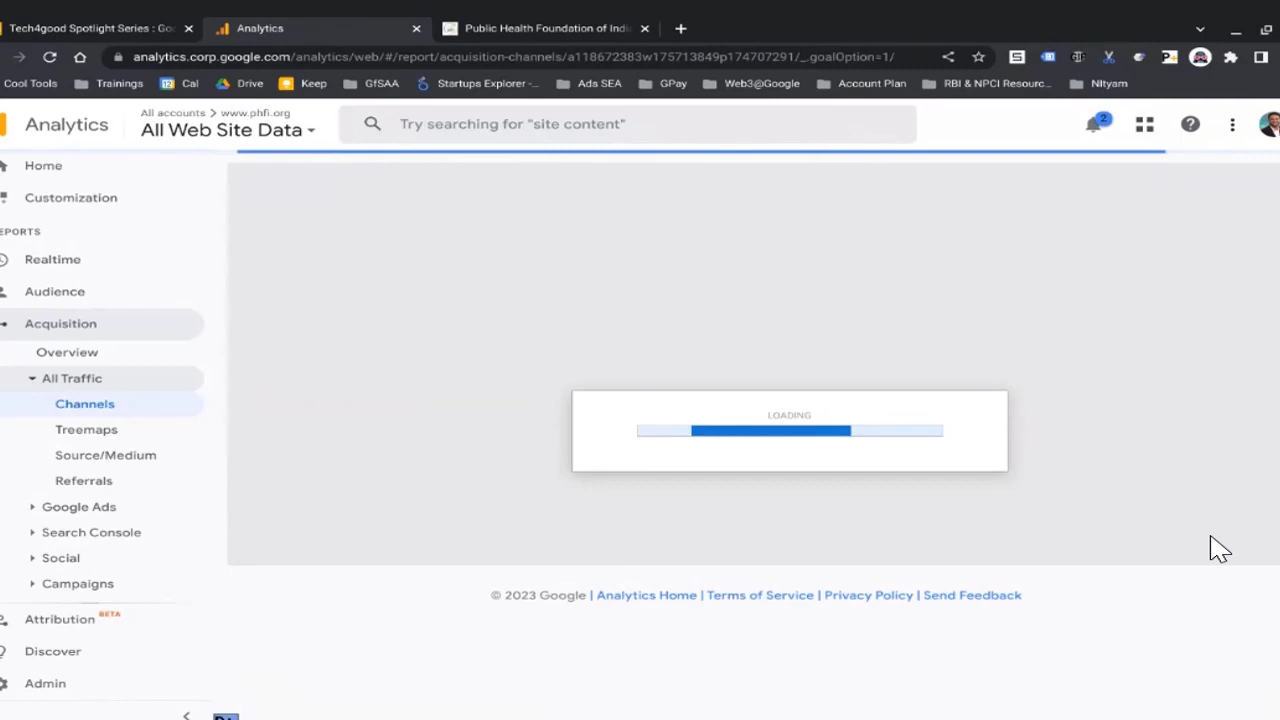 Tech4good Spotlight Series : Go
Analytics
Public Health Foundation of Indi
analytics.corp.google.com/analytics/web/#/report/acquisition-channels/a118672383w175713849p174707291/_.goalOption=1/
Cool Tools
Trainings
12
Cal
Drive
Keep
GfSAA
Startups Explorer -...
Ads SEA
GPay
Web3@Google
Account Plan
RBI & NPCI Resourc...
NItyam
Analytics
All accounts > www.phfi.org
All Web Site Data
Try searching for "site content"
2
Home
Customization
EPORTS
Realtime
Audience
Acquisition
Overview
All Traffic
Channels
Treemaps
Source/Medium
Referrals
Google Ads
Search Console
Social
Campaigns
Attribution BETA
Discover
Admin
LOADING
© 2023 Google | Analytics Home | Terms of Service | Privacy Policy | Send Feedback